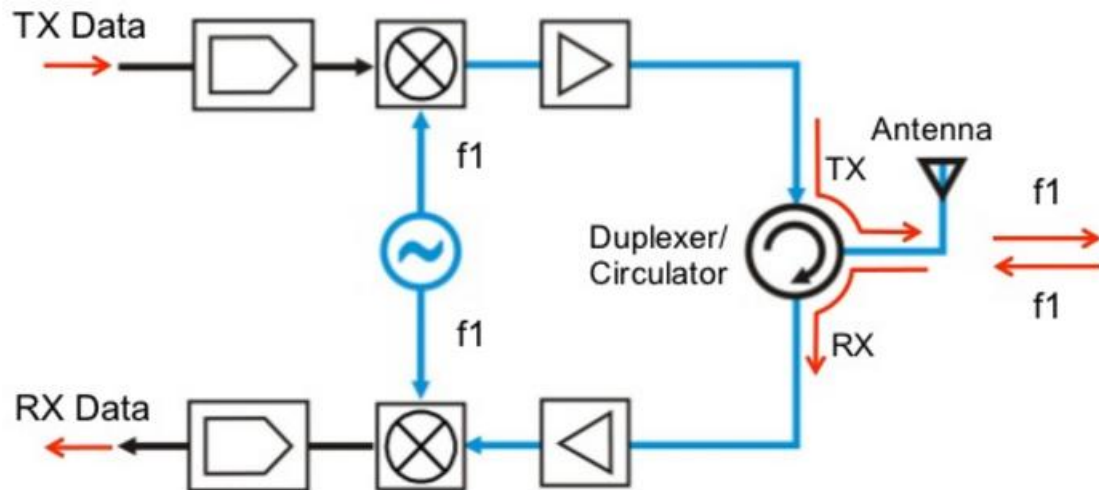 TX Data
f1
Antenna
TX
f1
Duplexer/
Circulator
f1
f1
RX
RX Data